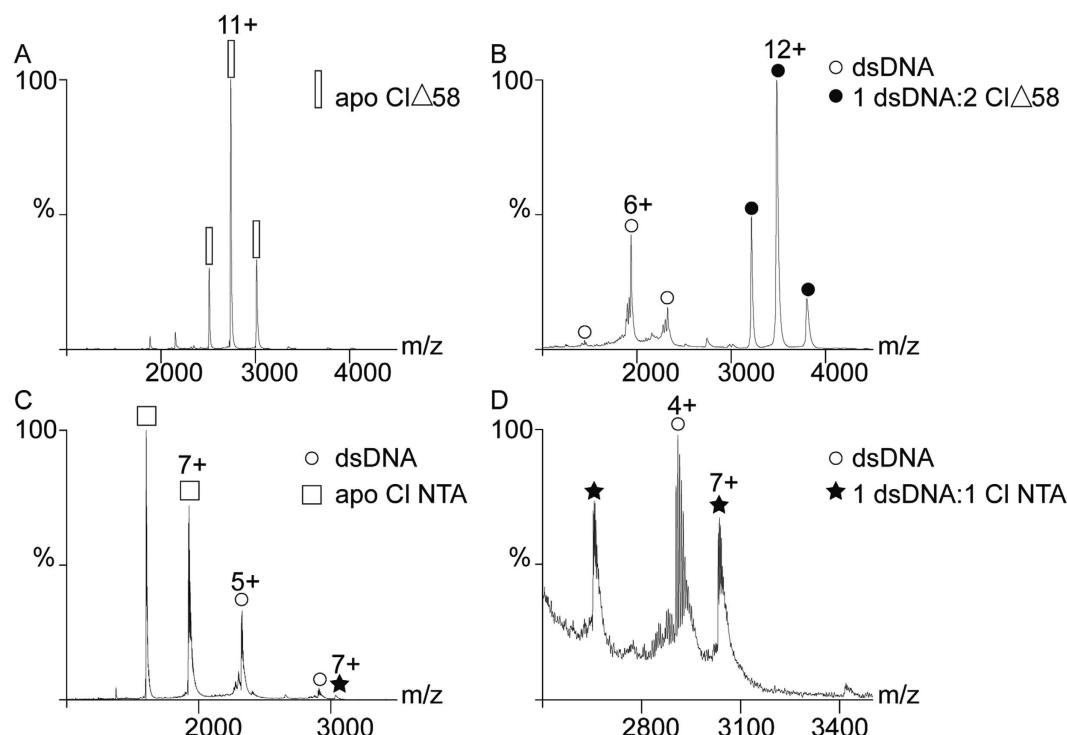 A
11+
100
apo CI△58
%
m/z
2000 3000 4000
B
12+
100
dsDNA
1 dsDNA:2 CI△58
6+
%
m/z
2000 3000 4000
C
100
7+
dsDNA
apo CI NTA
5+
%
7+
m/z
2000 3000
D
4+
100
dsDNA
7+
1 dsDNA:1 CI NTA
%
m/z
2800 3100 3400